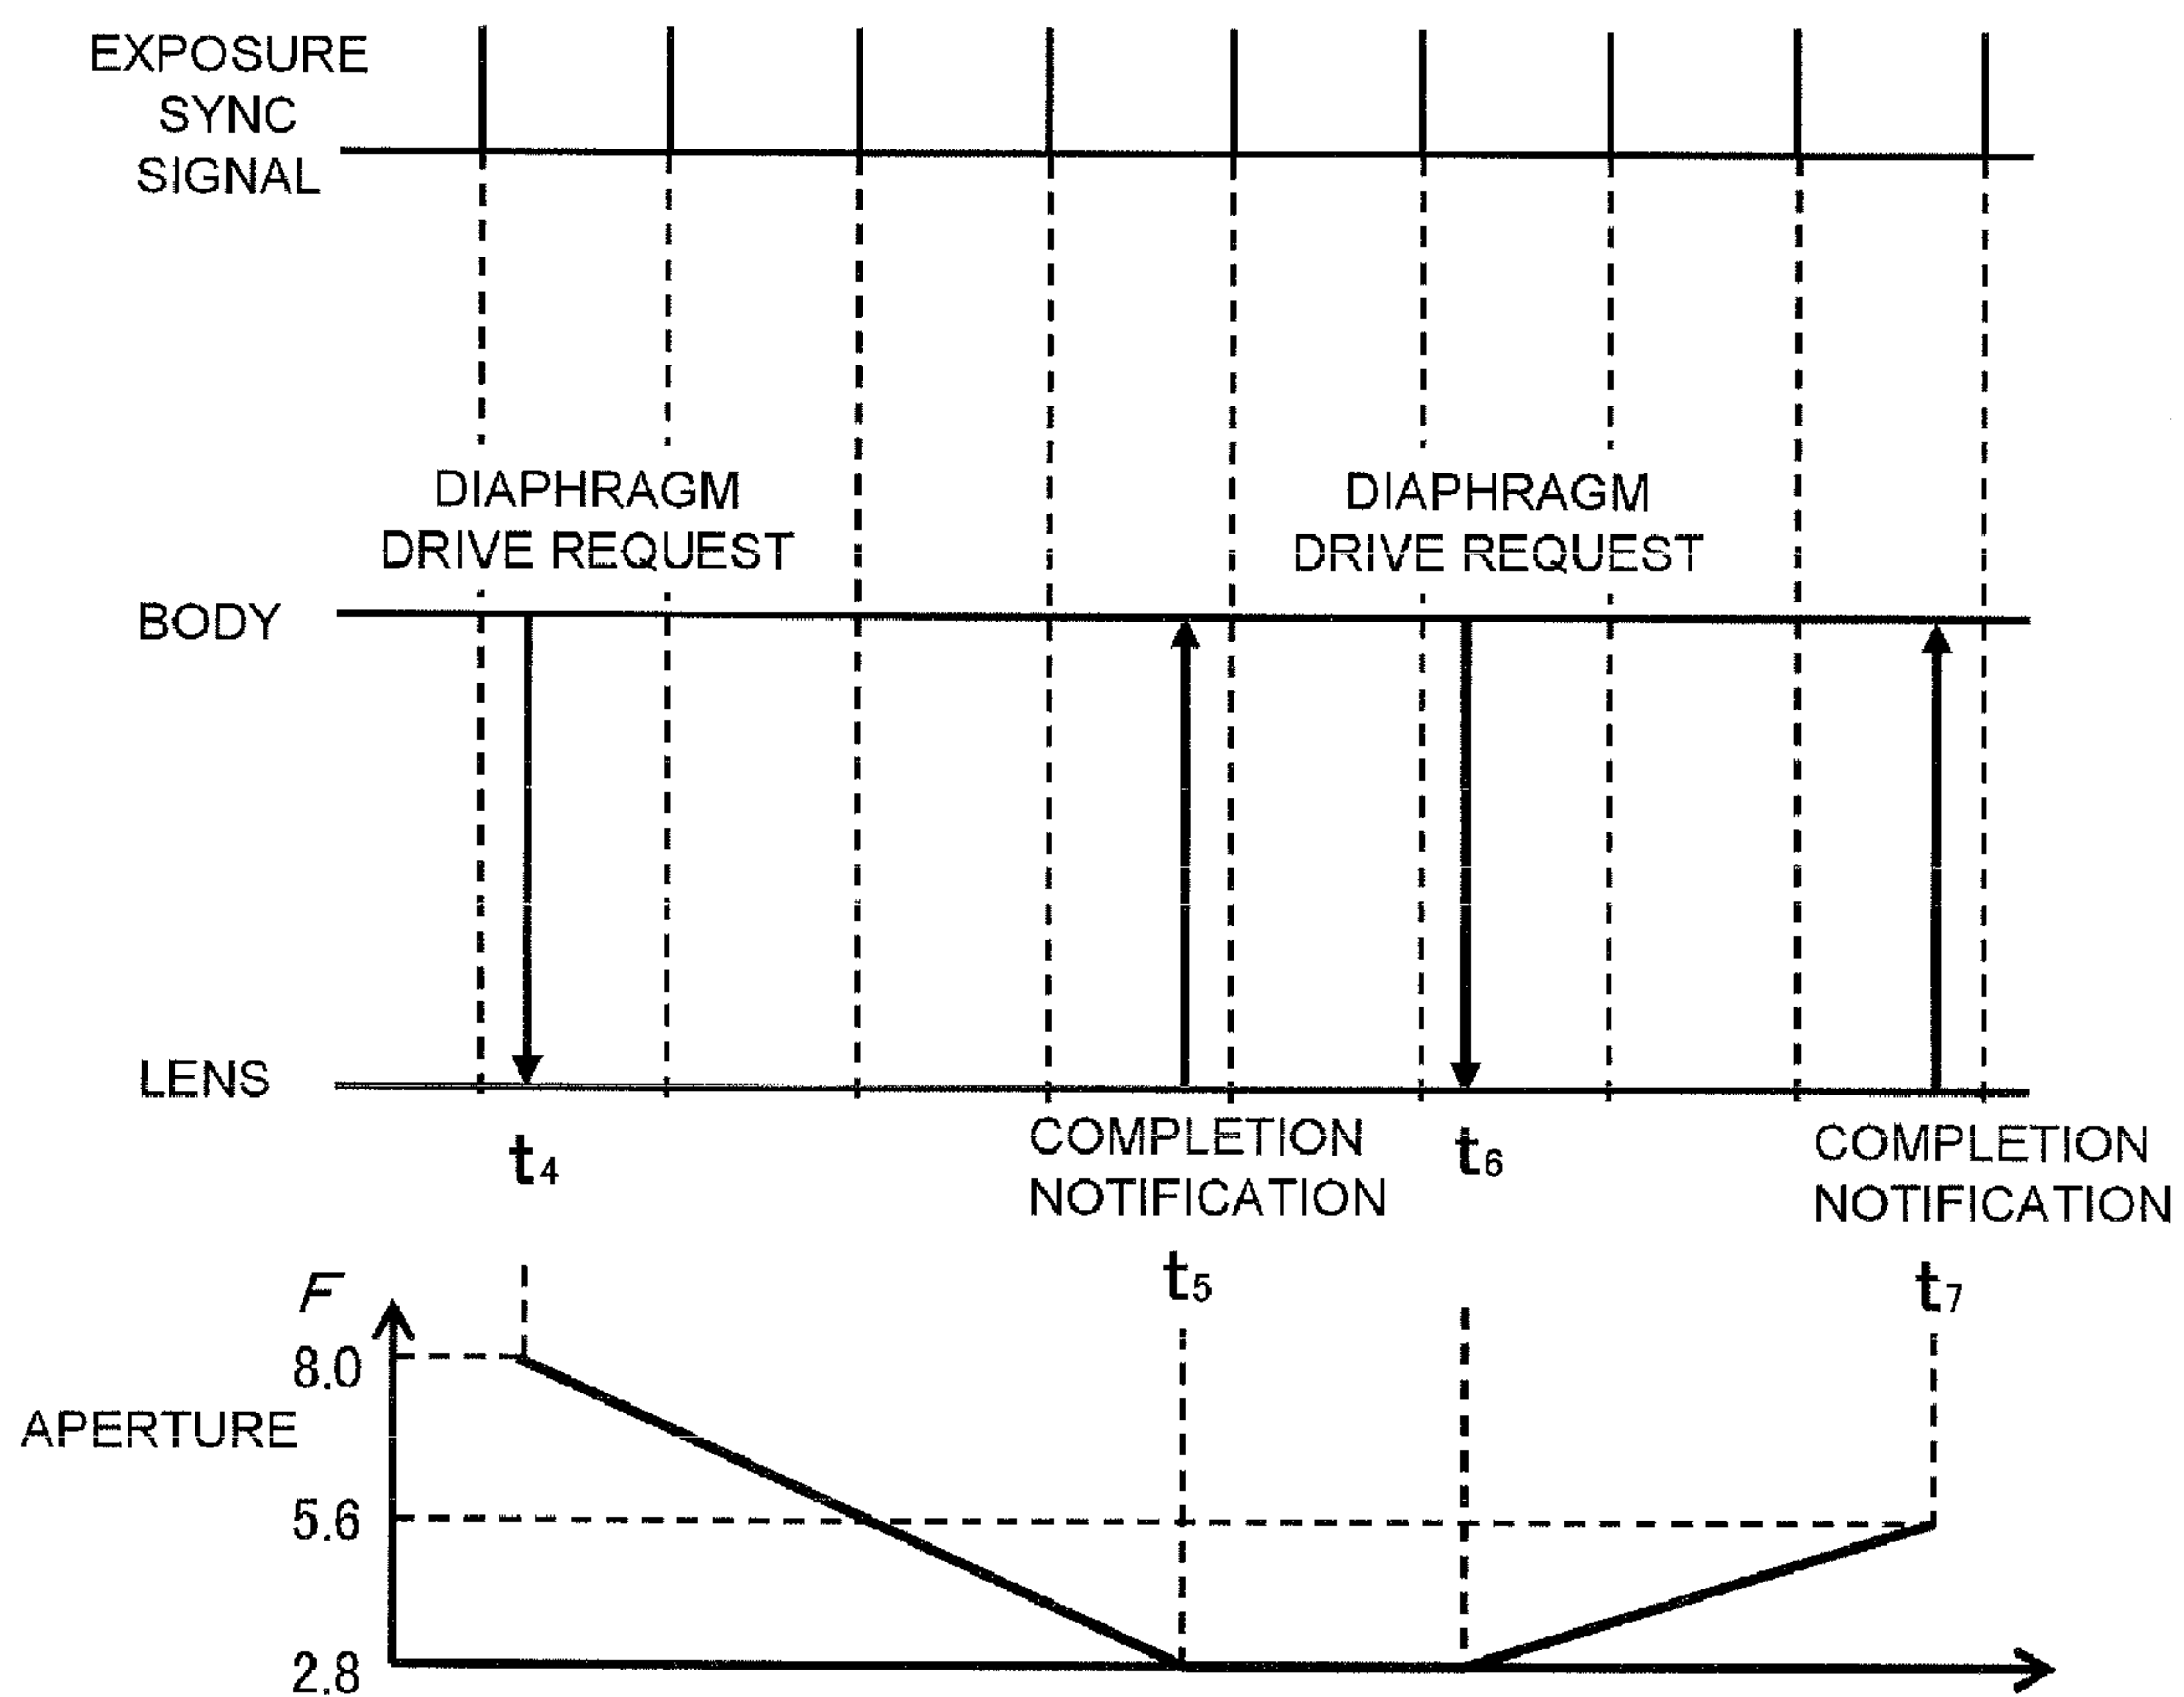 EXPOSURE
SYNC
SIGNAL
DIAPHRAGM
DRIVE REQUEST
DIAPHRAGM
DRIVE REQUEST
BODY
LENS
t4
COMPLETION
NOTIFICATION
t5
t6
COMPLETION
NOTIFICATION
t7
F
8.0
APERTURE
5.6
2.8